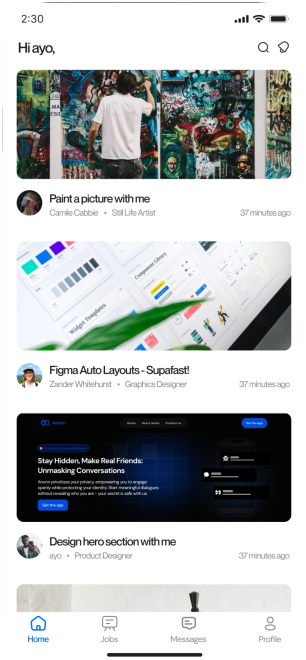 2:30
Hi ayo,
Paint a picture with me
Camile Cabbie • Still Life Artist 37 minutes ago
Component Library
Widget Templates
Figma Auto Layouts - Supafast!
Zander Whitehurst • Graphics Designer 37 minutes ago
Anonn Home How it works Contact us Get the app
Stay Hidden, Make Real Friends:
Unmasking Conversations
Anonn prioritizes your privacy, empowering you to engage
openly while protecting your identity. Start meaningful dialogues
without revealing who you are – your secret is safe with us.
Get the app
Design hero section with me
ayo • Product Designer 37 minutes ago
Home Jobs Messages Profile